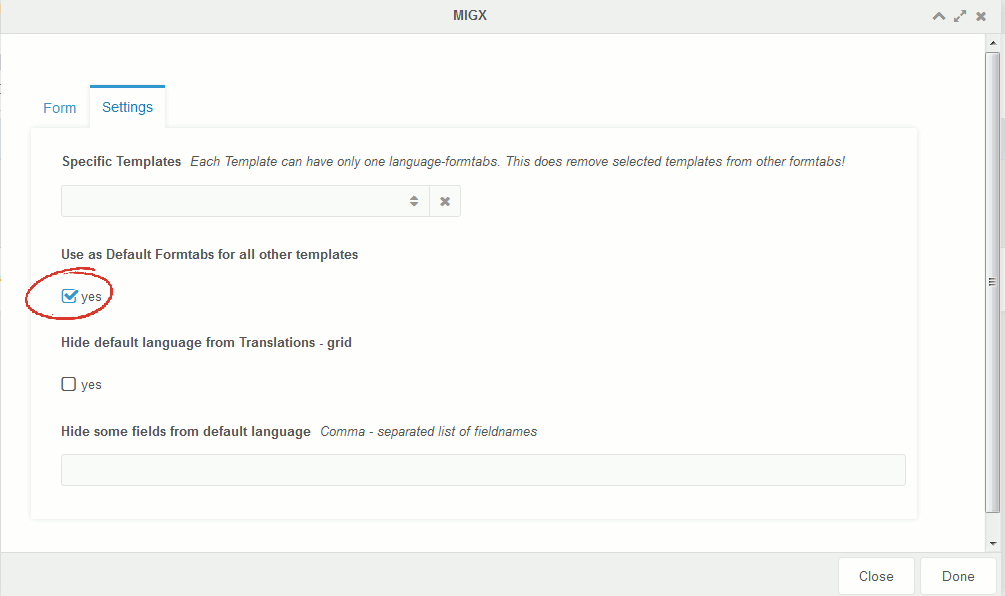 MIGX
Form
Settings
Specific Templates Each Template can have only one language-formtabs. This does remove selected templates from other formtabs!
Use as Default Formtabs for all other templates
yes
Hide default language from Translations - grid
yes
Hide some fields from default language Comma - separated list of fieldnames
Close
Done